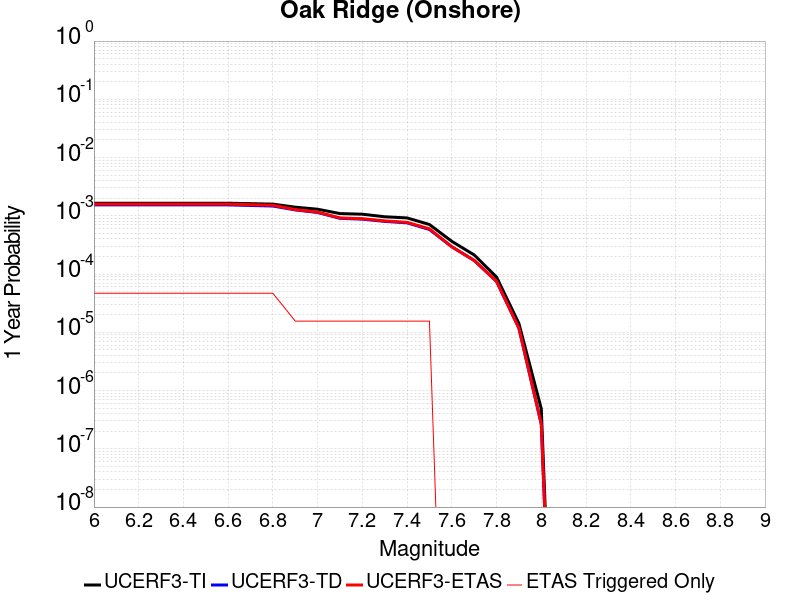 Oak Ridge (Onshore)
10^0
10^-1
10^-2
10^-3
10^-4
10^-5
10^-6
10^-7
10^-8
1 Year Probability
6 6.2 6.4 6.6 6.8 7 7.2 7.4 7.6 7.8 8 8.2 8.4 8.6 8.8 9
Magnitude
UCERF3-TI UCERF3-TD UCERF3-ETAS ETAS Triggered Only